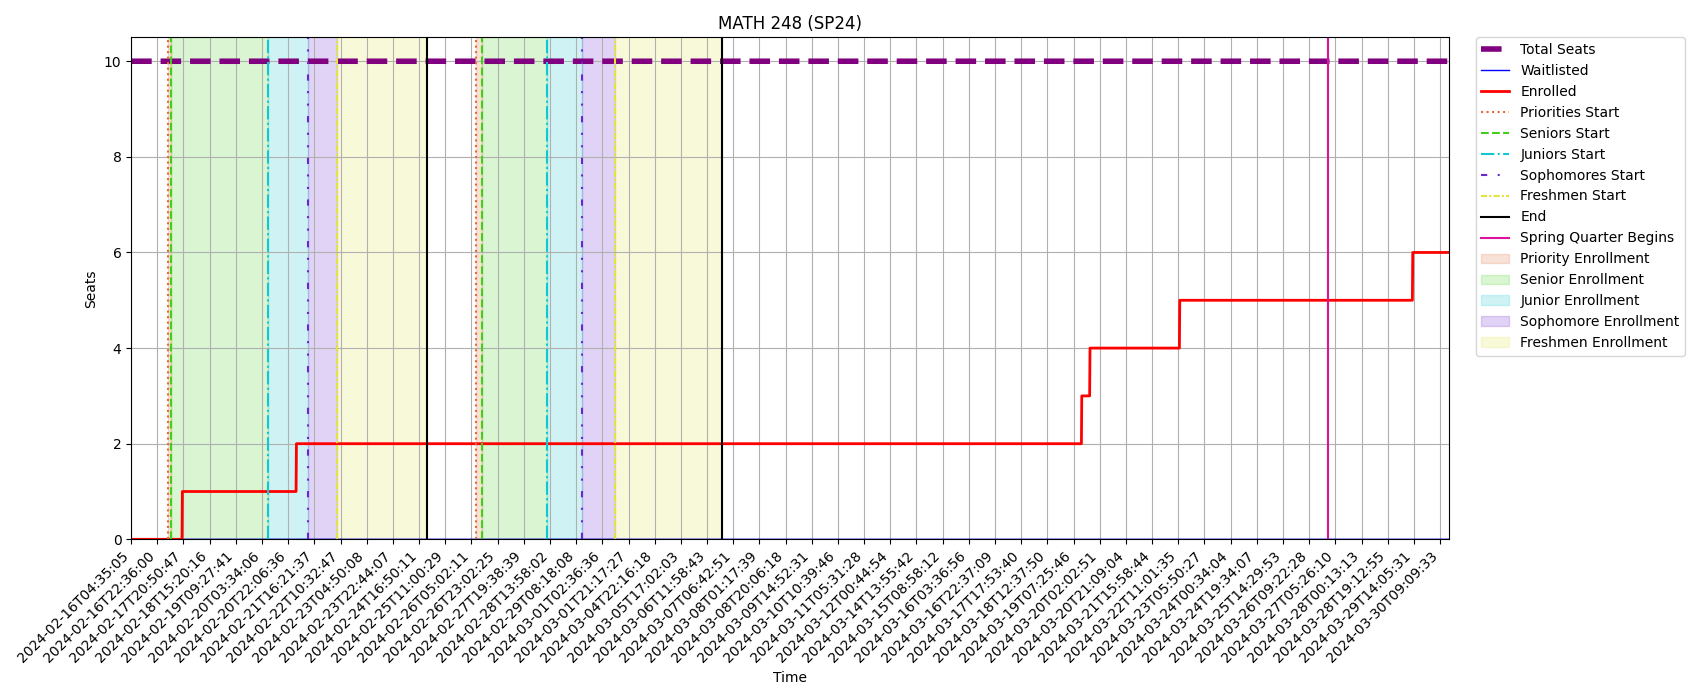 MATH 248 (SP24)
10
8
6
4
2
0
Seats
2024-02-16T04:35:05
2024-02-16T22:36:00
2024-02-17T20:50:47
2024-02-18T15:20:16
2024-02-19T09:27:41
2024-02-20T03:34:06
2024-02-20T22:06:36
2024-02-21T16:21:37
2024-02-22T10:32:47
2024-02-23T04:50:08
2024-02-23T22:44:07
2024-02-24T16:50:11
2024-02-25T11:00:29
2024-02-26T05:02:11
2024-02-26T23:02:25
2024-02-27T19:38:39
2024-02-28T13:58:02
2024-02-29T08:18:08
2024-03-01T02:36:36
2024-03-01T21:17:27
2024-03-04T22:16:18
2024-03-05T17:02:03
2024-03-06T11:58:43
2024-03-07T06:42:51
2024-03-08T01:17:39
2024-03-08T20:06:18
2024-03-09T14:52:31
2024-03-10T10:39:46
2024-03-11T05:31:28
2024-03-12T00:44:54
2024-03-14T13:55:42
2024-03-15T08:58:12
2024-03-16T03:36:56
2024-03-16T22:37:09
2024-03-17T17:53:40
2024-03-18T12:37:50
2024-03-19T07:25:46
2024-03-20T02:02:51
2024-03-20T21:09:04
2024-03-21T15:58:44
2024-03-22T11:01:35
2024-03-23T05:50:27
2024-03-24T00:34:04
2024-03-24T19:34:07
2024-03-25T14:29:53
2024-03-26T09:22:28
2024-03-27T05:26:10
2024-03-28T00:13:13
2024-03-28T19:12:55
2024-03-29T14:05:31
2024-03-30T09:09:33
Time
Total Seats
Waitlisted
Enrolled
Priorities Start
Seniors Start
Juniors Start
Sophomores Start
Freshmen Start
End
Spring Quarter Begins
Priority Enrollment
Senior Enrollment
Junior Enrollment
Sophomore Enrollment
Freshmen Enrollment